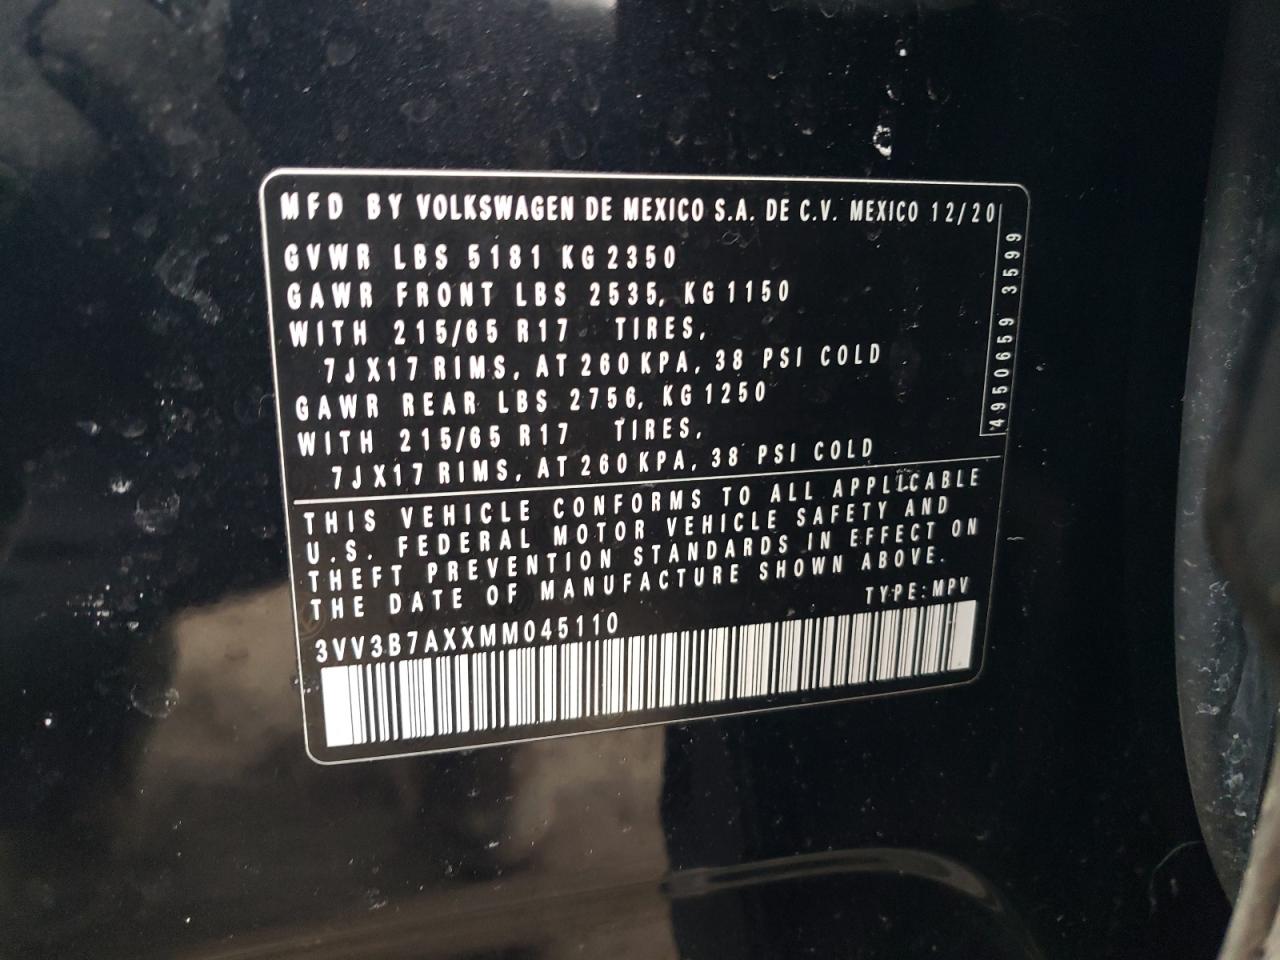 MFD BY VOLKSWAGEN DE MEXICO S.A. DE C.V. MEXICO 12/20
GVWR LBS 5181 KG 2350
GAWR FRONT LBS 2535, KG 1150
WITH 215/65 R17 TIRES,
7JX17 RIMS, AT 260 KPA, 38 PSI COLD
GAWR REAR LBS 2756, KG 1250
WITH 215/65 R17 TIRES,
7JX17 RIMS, AT 260 KPA, 38 PSI COLD
4950659 3599
THIS VEHICLE CONFORMS TO ALL APPLICABLE
U.S. FEDERAL MOTOR VEHICLE SAFETY AND
THEFT PREVENTION STANDARDS IN EFFECT ON
THE DATE OF MANUFACTURE SHOWN ABOVE.
TYPE: MPV
3VV3B7AXXMM045110